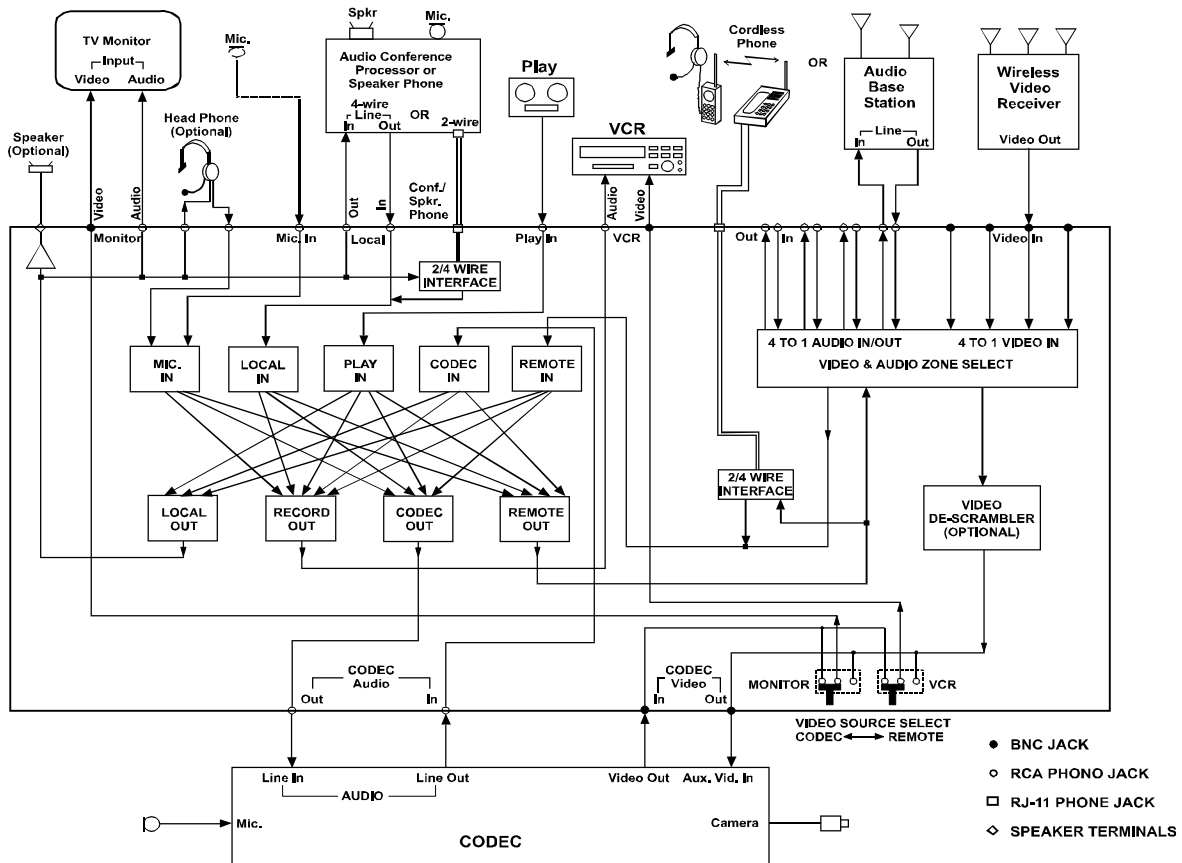 TV Monitor
Input
Video Audio
Mic.
Spkr
Mic.
Audio Conference
Processor or
Speaker Phone
4-wire
Line OR
In Out 2-wire
Play
VCR
Cordless
Phone
OR
Audio
Base
Station
Line
In Out
Wireless
Video
Receiver
Video Out
Speaker
(Optional)
Head Phone
(Optional)
Video
Audio
Out
In
Conf./
Spkr.
Phone
Audio
Video
Monitor
Mic. In
Local
Play In
VCR
Out
In
Video In
2/4 WIRE
INTERFACE
4 TO 1 AUDIO IN/OUT 4 TO 1 VIDEO IN
VIDEO & AUDIO ZONE SELECT
MIC.
IN
LOCAL
IN
PLAY
IN
CODEC
IN
REMOTE
IN
2/4 WIRE
INTERFACE
LOCAL
OUT
RECORD
OUT
CODEC
OUT
REMOTE
OUT
VIDEO
DE-SCRAMBLER
(OPTIONAL)
CODEC
Audio
Out In
CODEC
Video
In Out
MONITOR
VCR
VIDEO SOURCE SELECT
CODEC REMOTE
Line In Line Out
AUDIO
Video Out Aux. Vid. In
Mic.
Camera
CODEC
BNC JACK
RCA PHONO JACK
RJ-11 PHONE JACK
SPEAKER TERMINALS